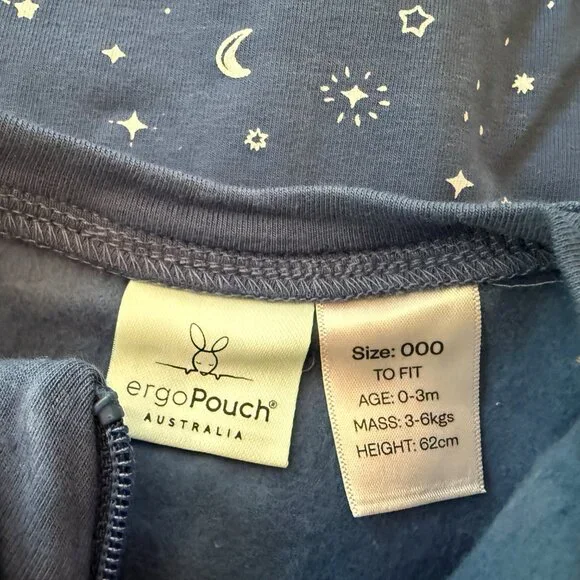 ergoPouch®
AUSTRALIA
Size: 000
TO FIT
AGE: 0-3m
MASS: 3-6kgs
HEIGHT: 62cm